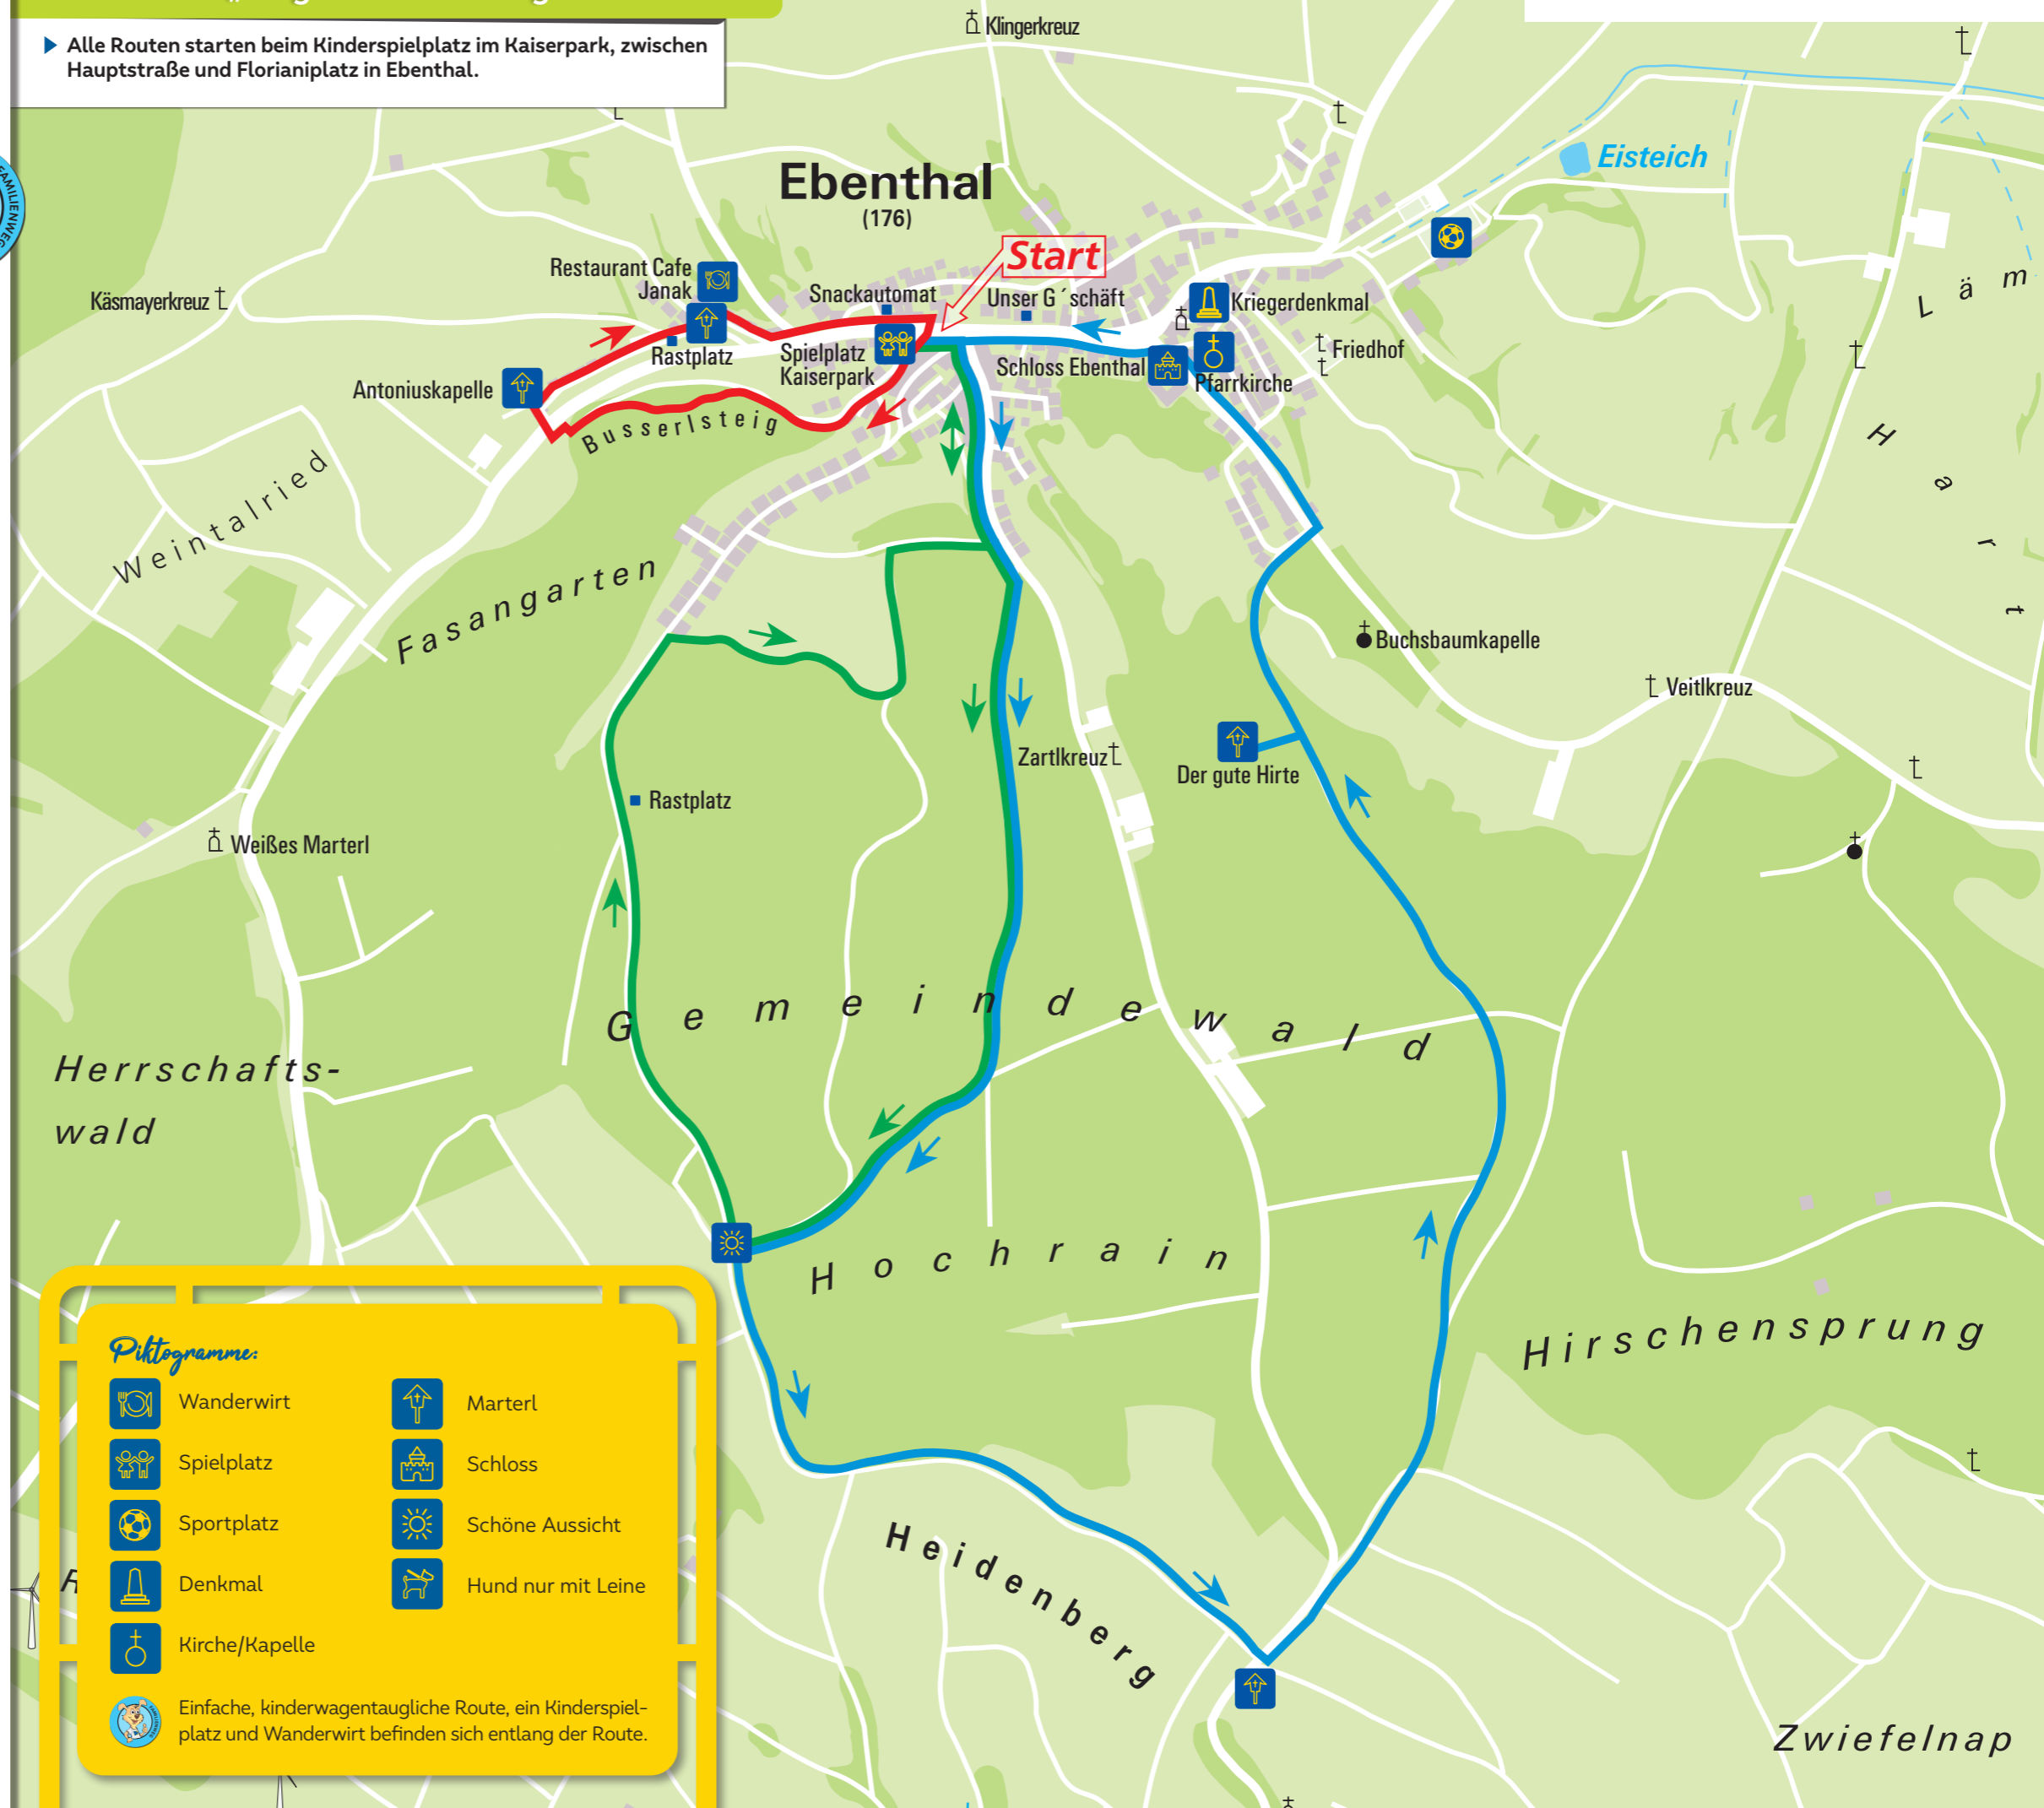 Alle Routen starten beim Kinderspielplatz im Kaiserpark, zwischen
Hauptstraße und Florianiplatz in Ebenthal.
FAMILIENWEG
Klingerkreuz
Eisteich
Ebenthal
(176)
Start
Restaurant Cafe
Janak
Käsmayerkreuz
Snackautomat
Unser G´schäft
Kriegerdenkmal
Rastplatz
Spielplatz
Kaiserpark
Schloss Ebenthal
Friedhof
Pfarrkirche
Antoniuskapelle
Busserlsteig
Läm
Hart
Weintalried
Fasangarten
Buchsbaumkapelle
Veitlkreuz
Zartlkreuz
Der gute Hirte
Rastplatz
Weißes Marterl
Gemeindewald
Herrschafts-
wald
Hochrain
Hirschensprung
Heidenberg
Zwiefelnap
R
Piktogramme:
Wanderwirt
Marterl
Spielplatz
Schloss
Sportplatz
Schöne Aussicht
Denkmal
Hund nur mit Leine
Kirche/Kapelle
Einfache, kinderwagentaugliche Route, ein Kinderspiel-
platz und Wanderwirt befinden sich entlang der Route.